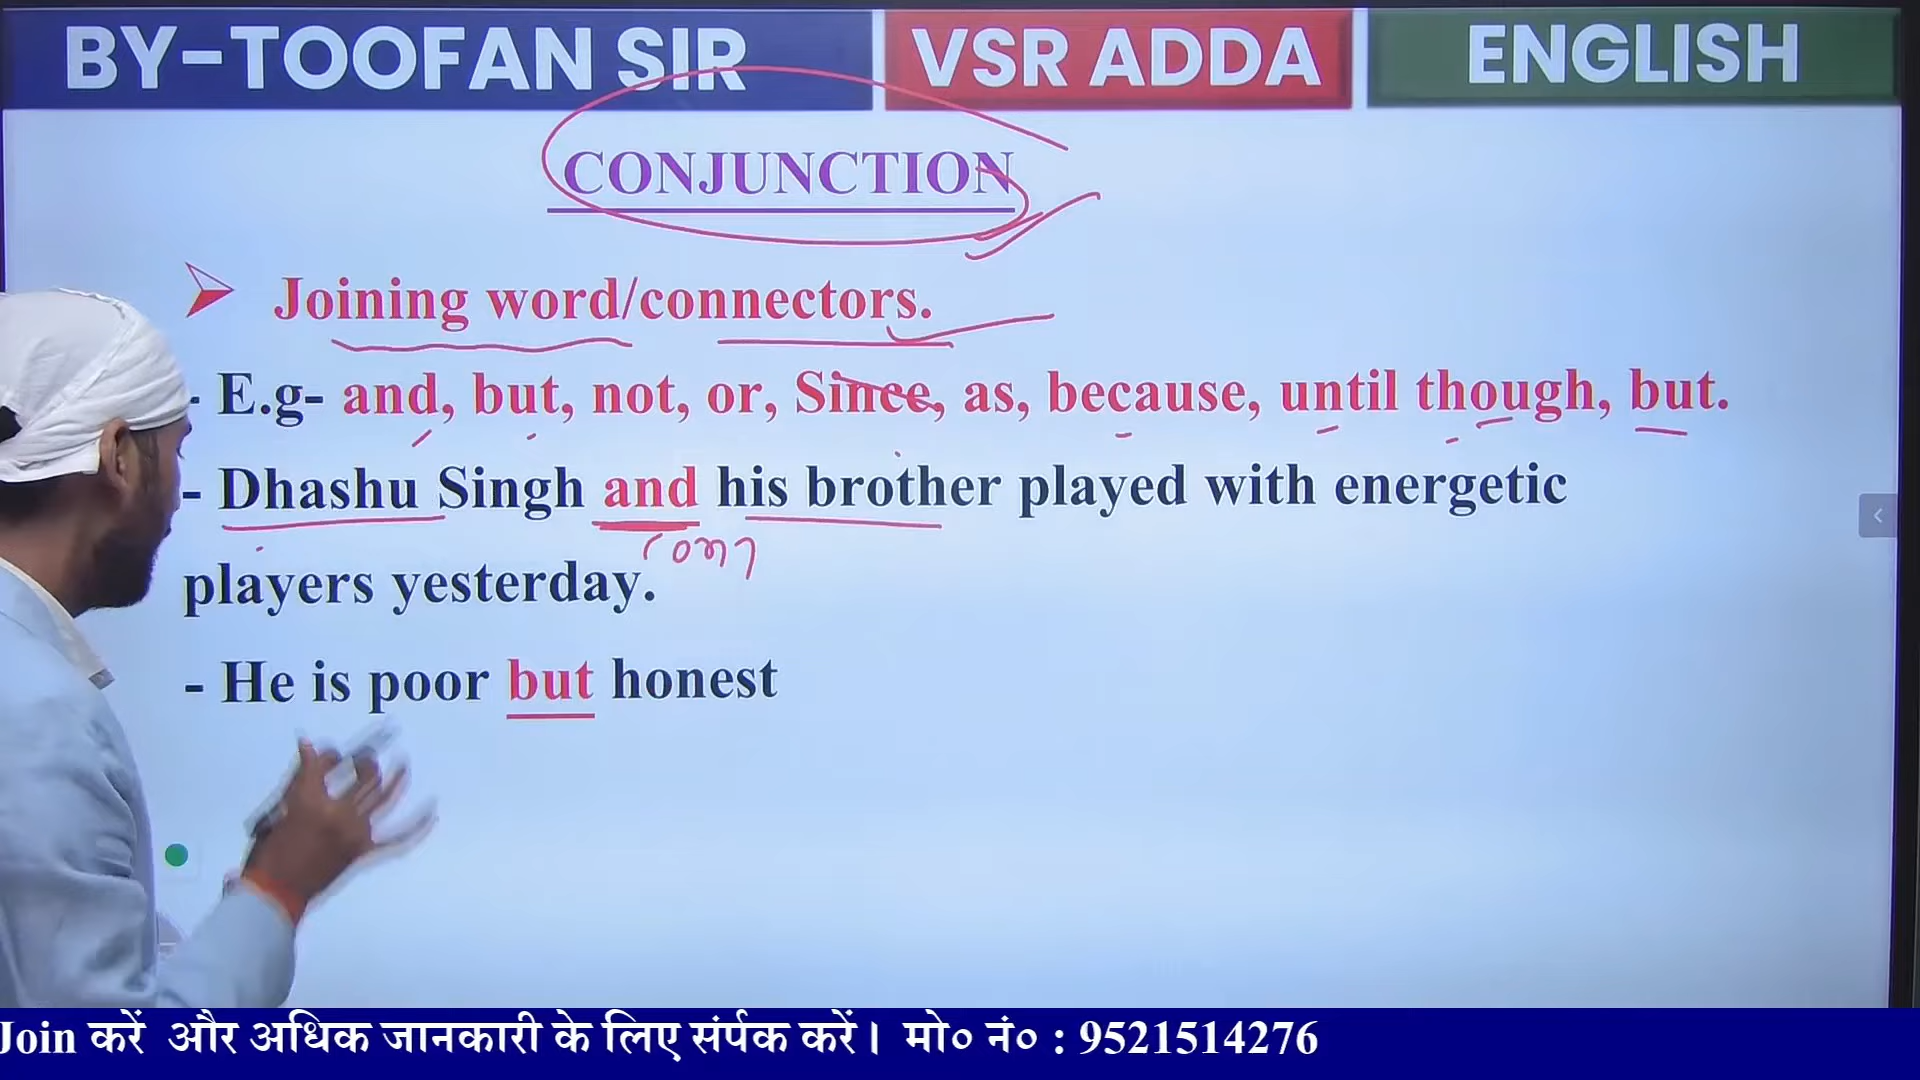 BY-TOOFAN SIR VSR ADDA ENGLISH
CONJUNCTION
Joining word/connectors.
- E.g- and, but, not, or, Since, as, because, until though, but.
- Dhashu Singh and his brother played with energetic
players yesterday.
- He is poor but honest
Join करें और अधिक जानकारी के लिए संर्पक करें। मो० नं० : 9521514276